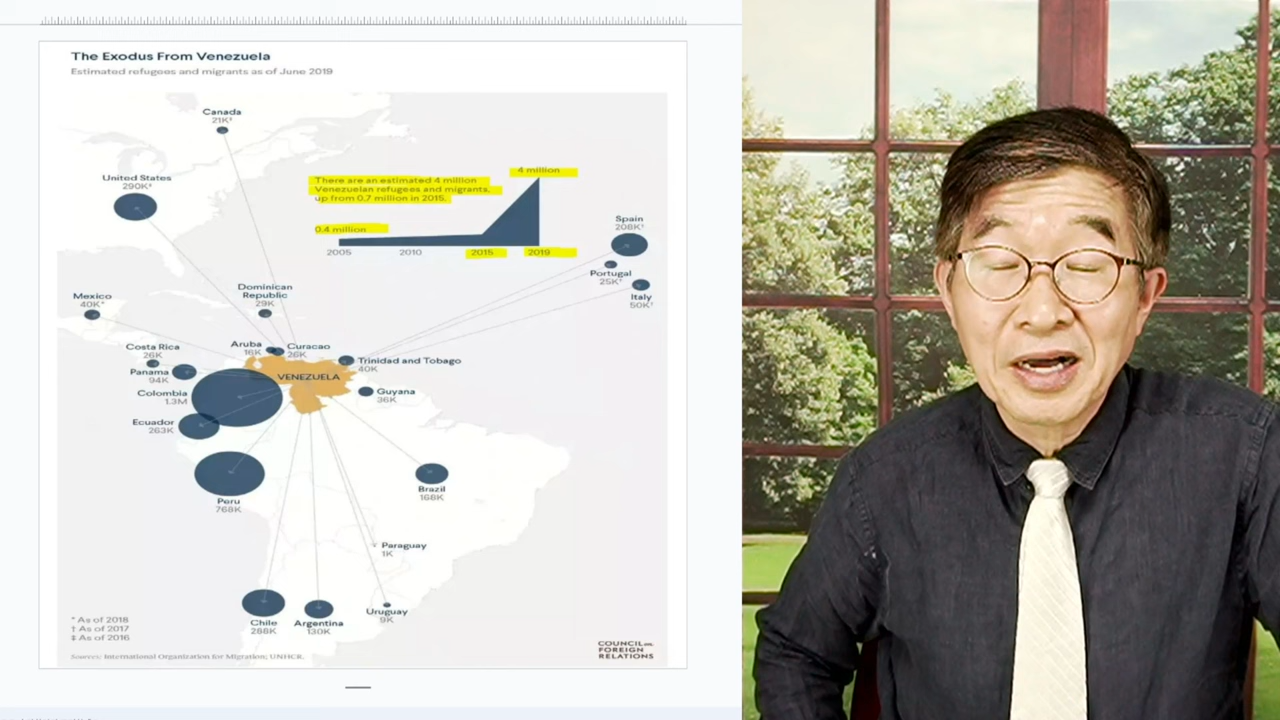 The Exodus From Venezuela
Estimated refugees and migrants as of June 2019
Canada
21K‡
United States
290K‡
There are an estimated 4 million
Venezuelan refugees and migrants,
up from 0.7 million in 2015.
4 million
0.4 million
2005
2010
2015
2019
Spain
208K†
Portugal
25K†
Italy
50K†
Mexico
40K*
Dominican
Republic
29K
Costa Rica
26K
Aruba
16K
Curacao
26K
Trinidad and Tobago
40K
Panama
94K
VENEZUELA
Colombia
1.3M
Guyana
36K
Ecuador
263K
Peru
768K
Brazil
168K
Paraguay
1K
Chile
288K
Argentina
130K
Uruguay
9K
* As of 2018
† As of 2017
‡ As of 2016
Sources: International Organization for Migration; UNHCR.
COUNCIL on
FOREIGN
RELATIONS